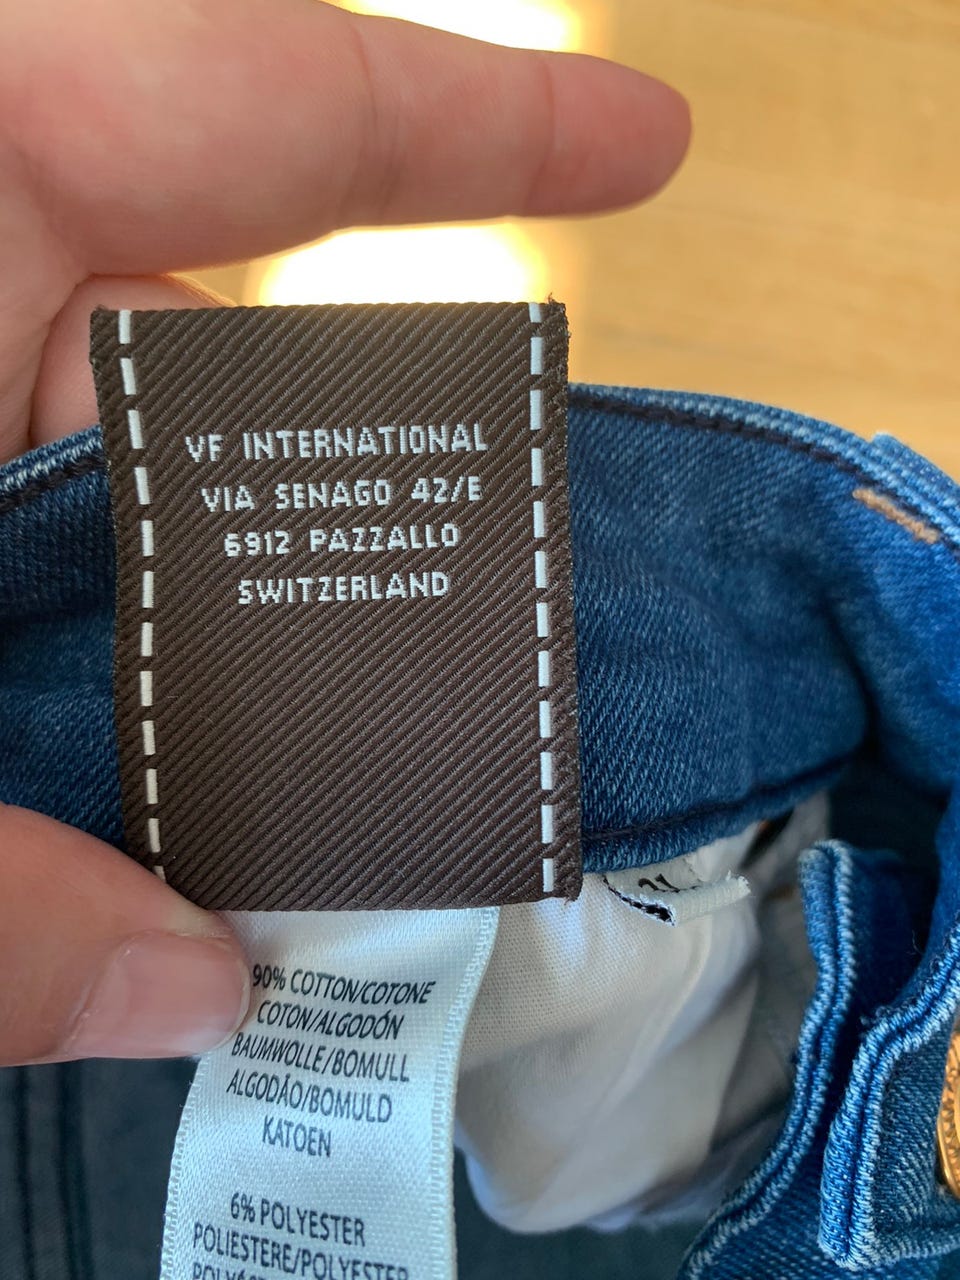 VF INTERNATIONAL
VIA SENAGO 42/E
6912 PAZZALLO
SWITZERLAND
90% COTTON/COTONE
COTON/ALGODÓN
BAUMWOLLE/BOMULL
ALGODÃO/BOMULD
KATOEN
6% POLYESTER
POLIESTERE/POLYESTER